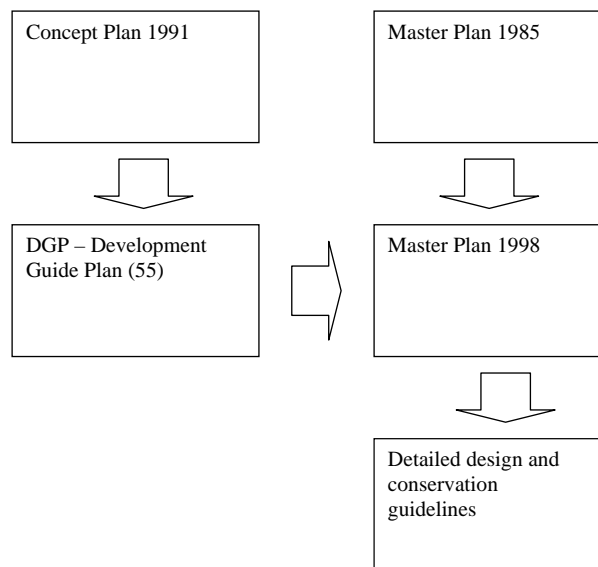 Concept Plan 1991
Master Plan 1985
DGP – Development
Guide Plan (55)
Master Plan 1998
Detailed design and
conservation
guidelines